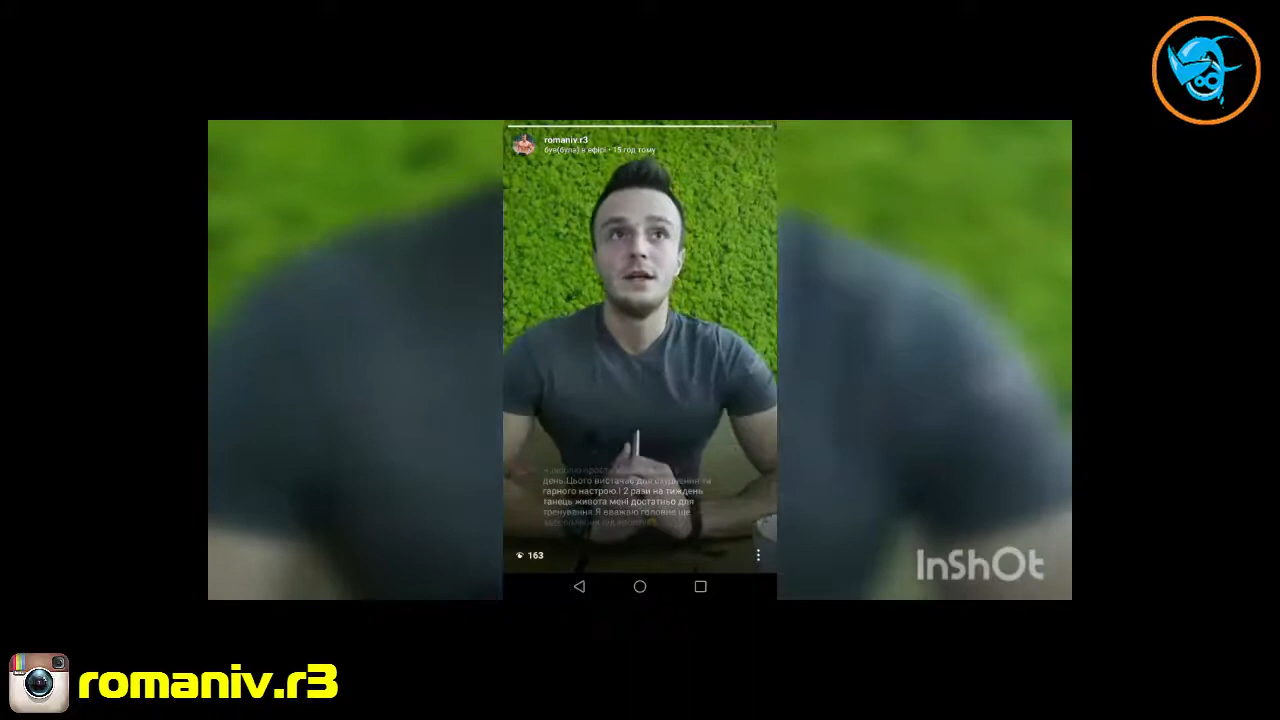 romaniv.r3
був(була) в ефірі • 15 год тому
день.Цього вистачає для схуднення та
гарного настрою.І 2 рази на тиждень
танець живота мені достатньо для
тренування.Я вважаю головне ще
163
InShOt
romaniv.r3